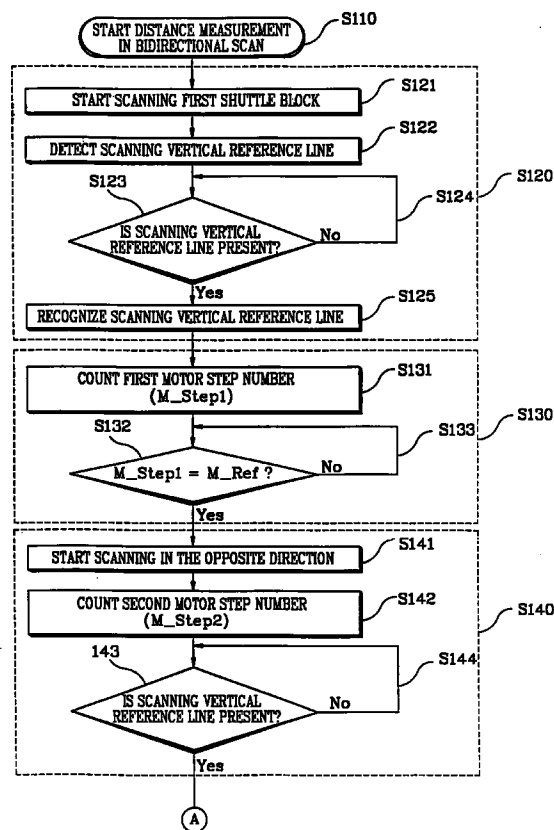 START DISTANCE MEASUREMENT
IN BIDIRECTIONAL SCAN
S110
START SCANNING FIRST SHUTTLE BLOCK
S121
DETECT SCANNING VERTICAL REFERENCE LINE
S122
S123
IS SCANNING VERTICAL
REFERENCE LINE PRESENT?
No
S124
S120
Yes
RECOGNIZE SCANNING VERTICAL REFERENCE LINE
S125
COUNT FIRST MOTOR STEP NUMBER
(M_Step1)
S131
S130
S132
M_Step1 = M_Ref ?
No
S133
Yes
START SCANNING IN THE OPPOSITE DIRECTION
S141
COUNT SECOND MOTOR STEP NUMBER
(M_Step2)
S142
S140
143
IS SCANNING VERTICAL
REFERENCE LINE PRESENT?
No
S144
Yes
A